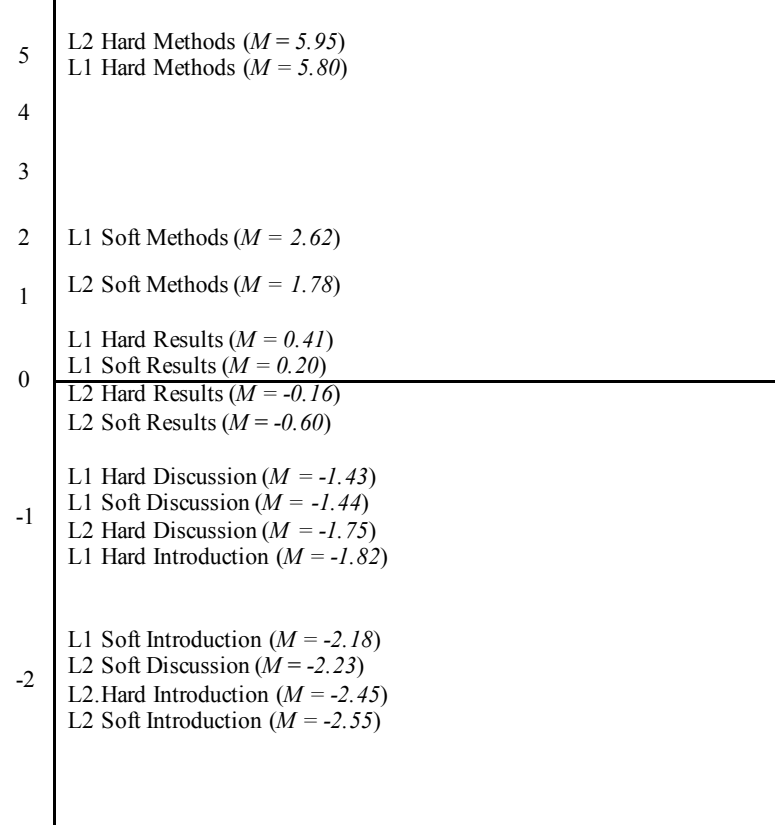 5
L2 Hard Methods (M = 5.95)
L1 Hard Methods (M = 5.80)
4
3
2
L1 Soft Methods (M = 2.62)
L2 Soft Methods (M = 1.78)
1
L1 Hard Results (M = 0.41)
L1 Soft Results (M = 0.20)
0
L2 Hard Results (M = -0.16)
L2 Soft Results (M = -0.60)
L1 Hard Discussion (M = -1.43)
L1 Soft Discussion (M = -1.44)
-1
L2 Hard Discussion (M = -1.75)
L1 Hard Introduction (M = -1.82)
L1 Soft Introduction (M = -2.18)
L2 Soft Discussion (M = -2.23)
-2
L2.Hard Introduction (M = -2.45)
L2 Soft Introduction (M = -2.55)